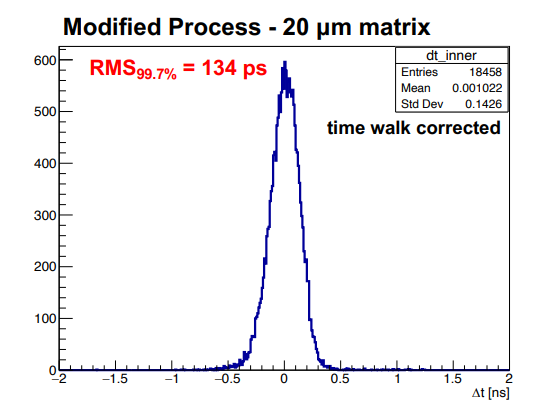 Modified Process - 20 µm matrix
RMS99.7% = 134 ps
dt_inner
Entries 18458
Mean 0.001022
Std Dev 0.1426
time walk corrected
600
500
400
300
200
100
0
−2 −1.5 −1 −0.5 0 0.5 1 1.5 2
Δt [ns]